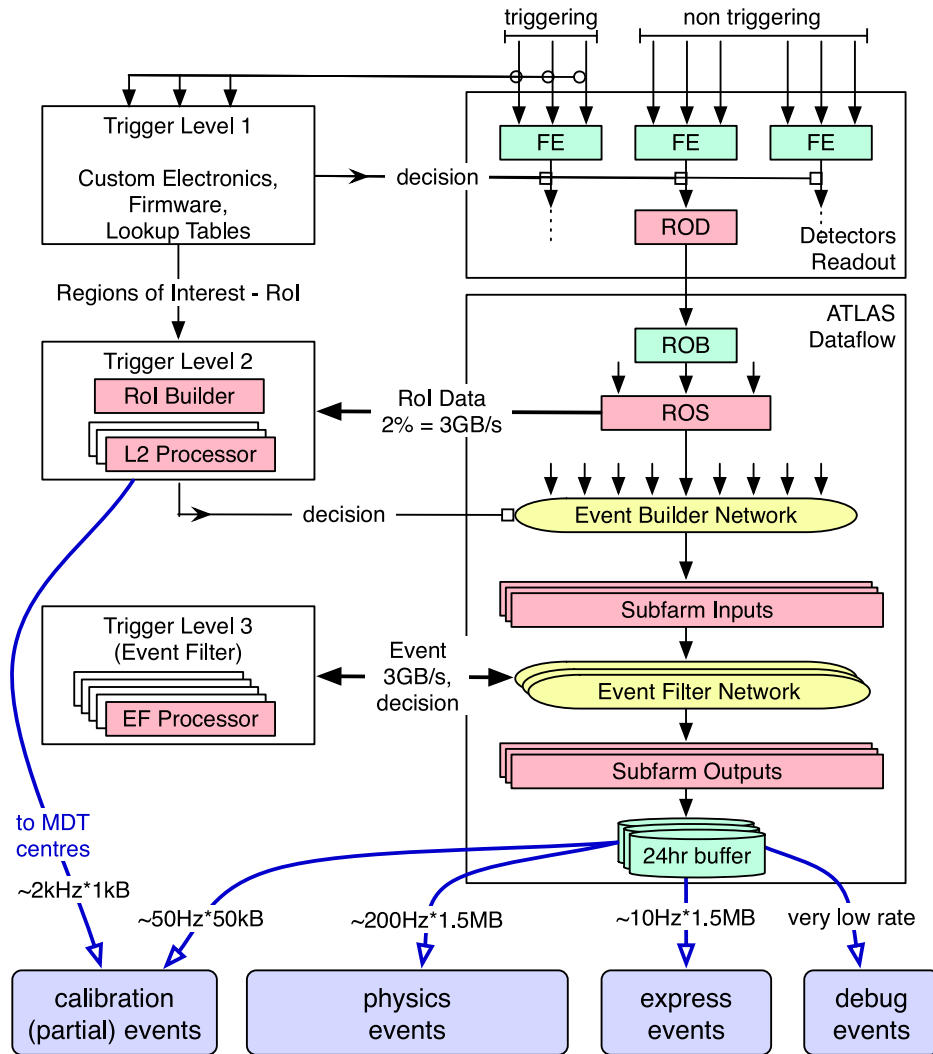 triggering
non triggering
Trigger Level 1
Custom Electronics,
Firmware,
Lookup Tables
FE
FE
FE
decision
ROD
Detectors
Readout
Regions of Interest - RoI
ATLAS
Dataflow
Trigger Level 2
RoI Builder
L2 Processor
RoI Data
2% = 3GB/s
ROB
ROS
decision
Event Builder Network
Subfarm Inputs
Trigger Level 3
(Event Filter)
EF Processor
Event
3GB/s,
decision
Event Filter Network
Subfarm Outputs
24hr buffer
to MDT
centres
~2kHz*1kB
~50Hz*50kB
~200Hz*1.5MB
~10Hz*1.5MB
very low rate
calibration
(partial) events
physics
events
express
events
debug
events